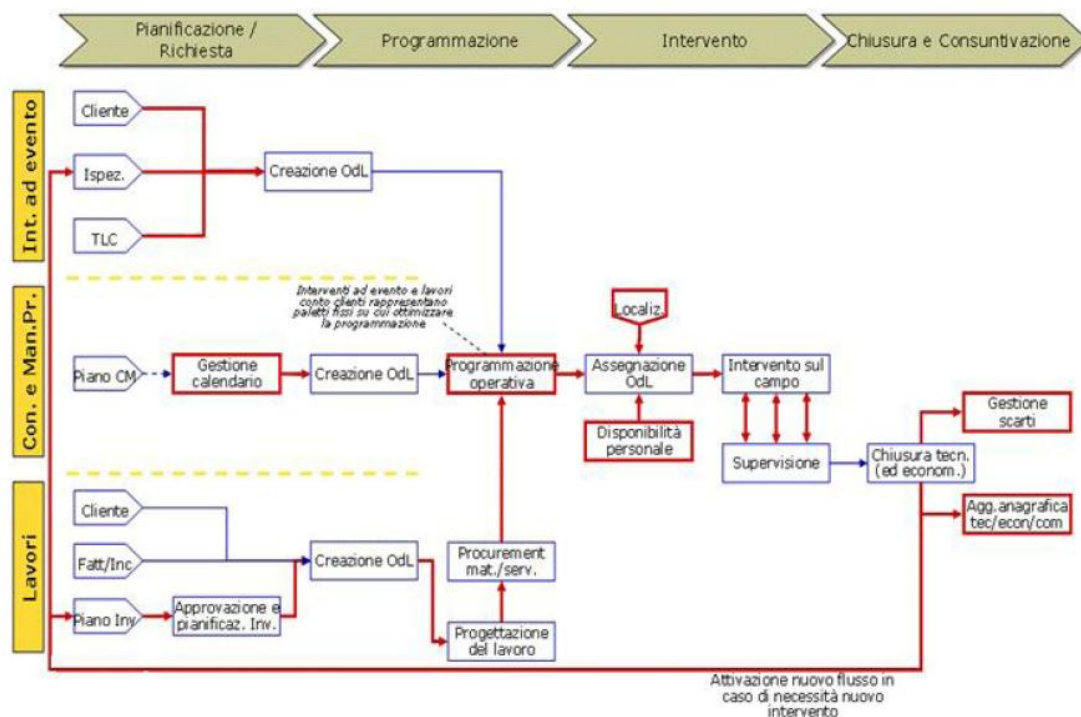 Pianificazione /
Richiesta
Programmazione
Intervento
Chiusura e Consuntivazione
Int. ad evento
Cliente
Ispez.
TLC
Creazione OdL
Con. e Man.Pr.
Interventi ad evento e lavori
conto clienti rappresentano
paletti fissi su cui ottimizzare
la programmazione
Piano CM
Gestione
calendario
Creazione OdL
Programmazione
operativa
Localiz.
Assegnazione
OdL
Disponibilità
personale
Intervento sul
campo
Supervisione
Chiusura tecn.
(ed econom.)
Gestione
scarti
Agg.anagrafica
tec/econ/com
Lavori
Cliente
Fatt/Inc
Piano Inv
Approvazione e
pianificaz. Inv.
Creazione OdL
Procurement
mat./serv.
Progettazione
del lavoro
Attivazione nuovo flusso in
caso di necessità nuovo
intervento